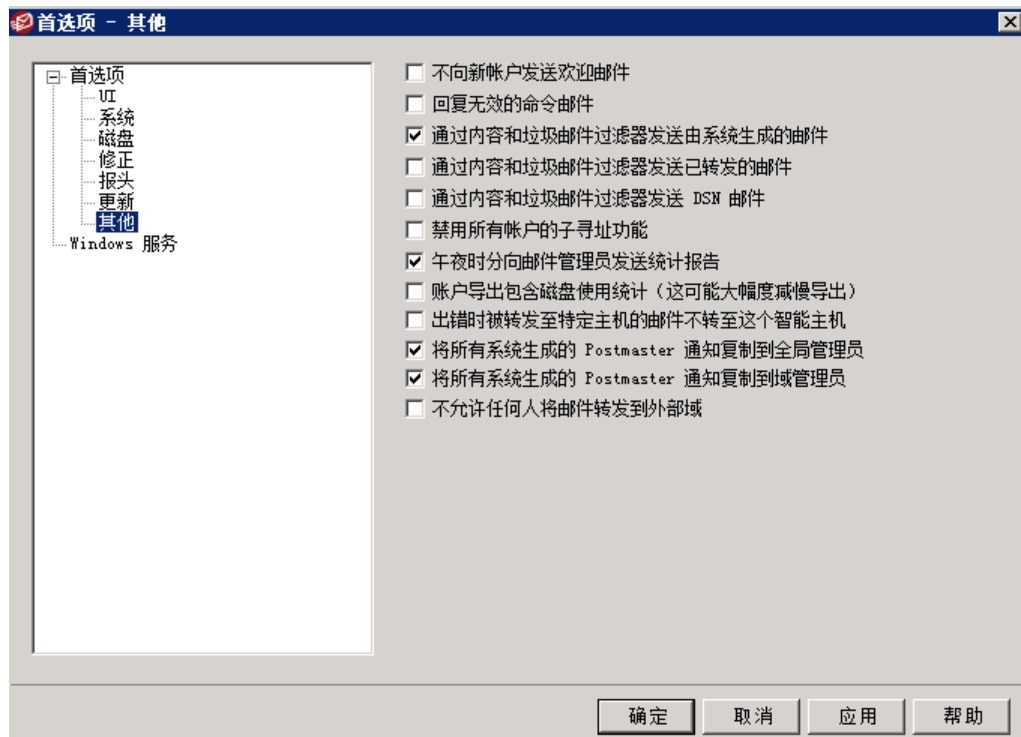 首选项 - 其他
首选项
UI
系统
磁盘
修正
报头
更新
其他
Windows 服务
不向新帐户发送欢迎邮件
回复无效的命令邮件
通过内容和垃圾邮件过滤器发送由系统生成的邮件
通过内容和垃圾邮件过滤器发送已转发的邮件
通过内容和垃圾邮件过滤器发送 DSN 邮件
禁用所有帐户的子寻址功能
午夜时分向邮件管理员发送统计报告
账户导出包含磁盘使用统计（这可能大幅度减慢导出）
出错时被转发至特定主机的邮件不转至这个智能主机
将所有系统生成的 Postmaster 通知复制到全局管理员
将所有系统生成的 Postmaster 通知复制到域管理员
不允许任何人将邮件转发到外部域
确定
取消
应用
帮助